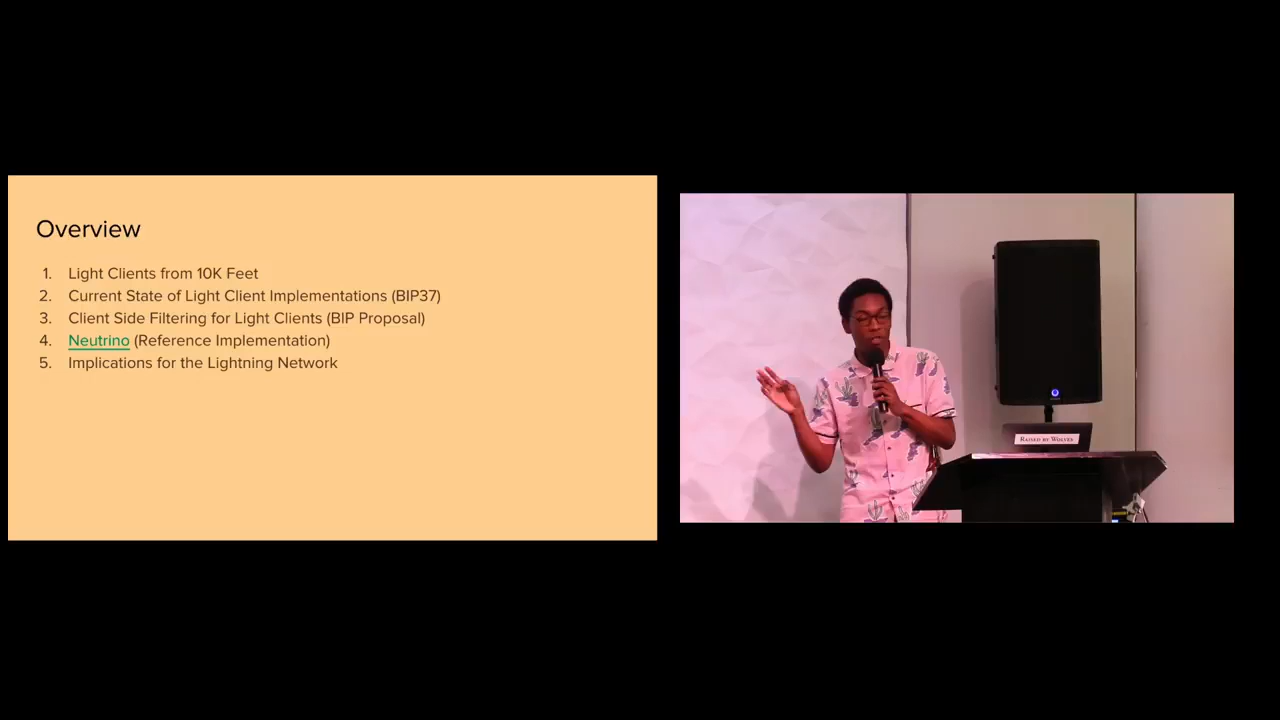 Overview
1. Light Clients from 10K Feet
2. Current State of Light Client Implementations (BIP37)
3. Client Side Filtering for Light Clients (BIP Proposal)
4. Neutrino (Reference Implementation)
5. Implications for the Lightning Network
RAISED BY WOLVES